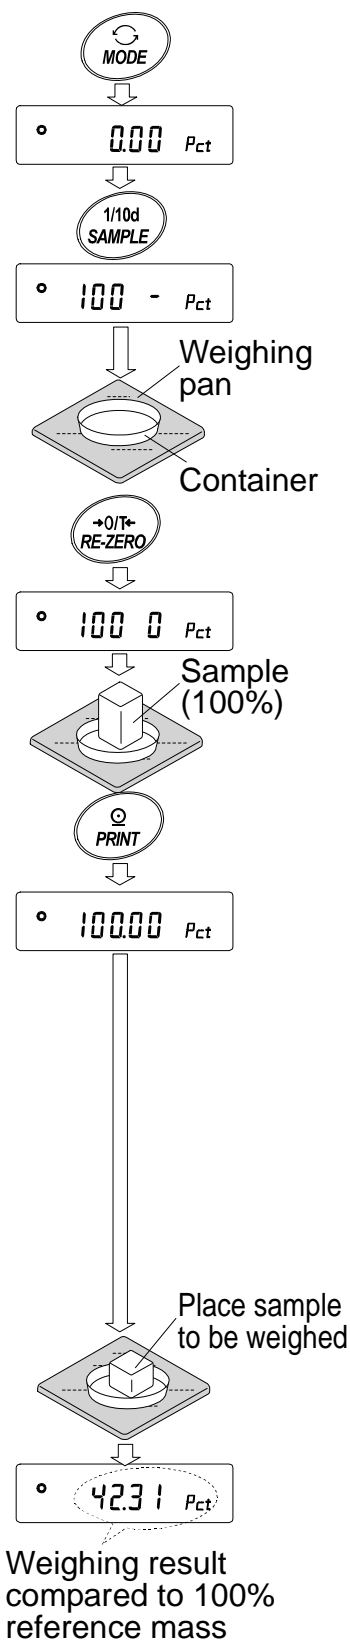 MODE
0.00 Pct
1/10d
SAMPLE
100 - Pct
Weighing
pan
Container
→0/T←
RE-ZERO
100 0 Pct
Sample
(100%)
PRINT
100.00 Pct
Place sample
to be weighed
42.31 Pct
Weighing result
compared to 100%
reference mass